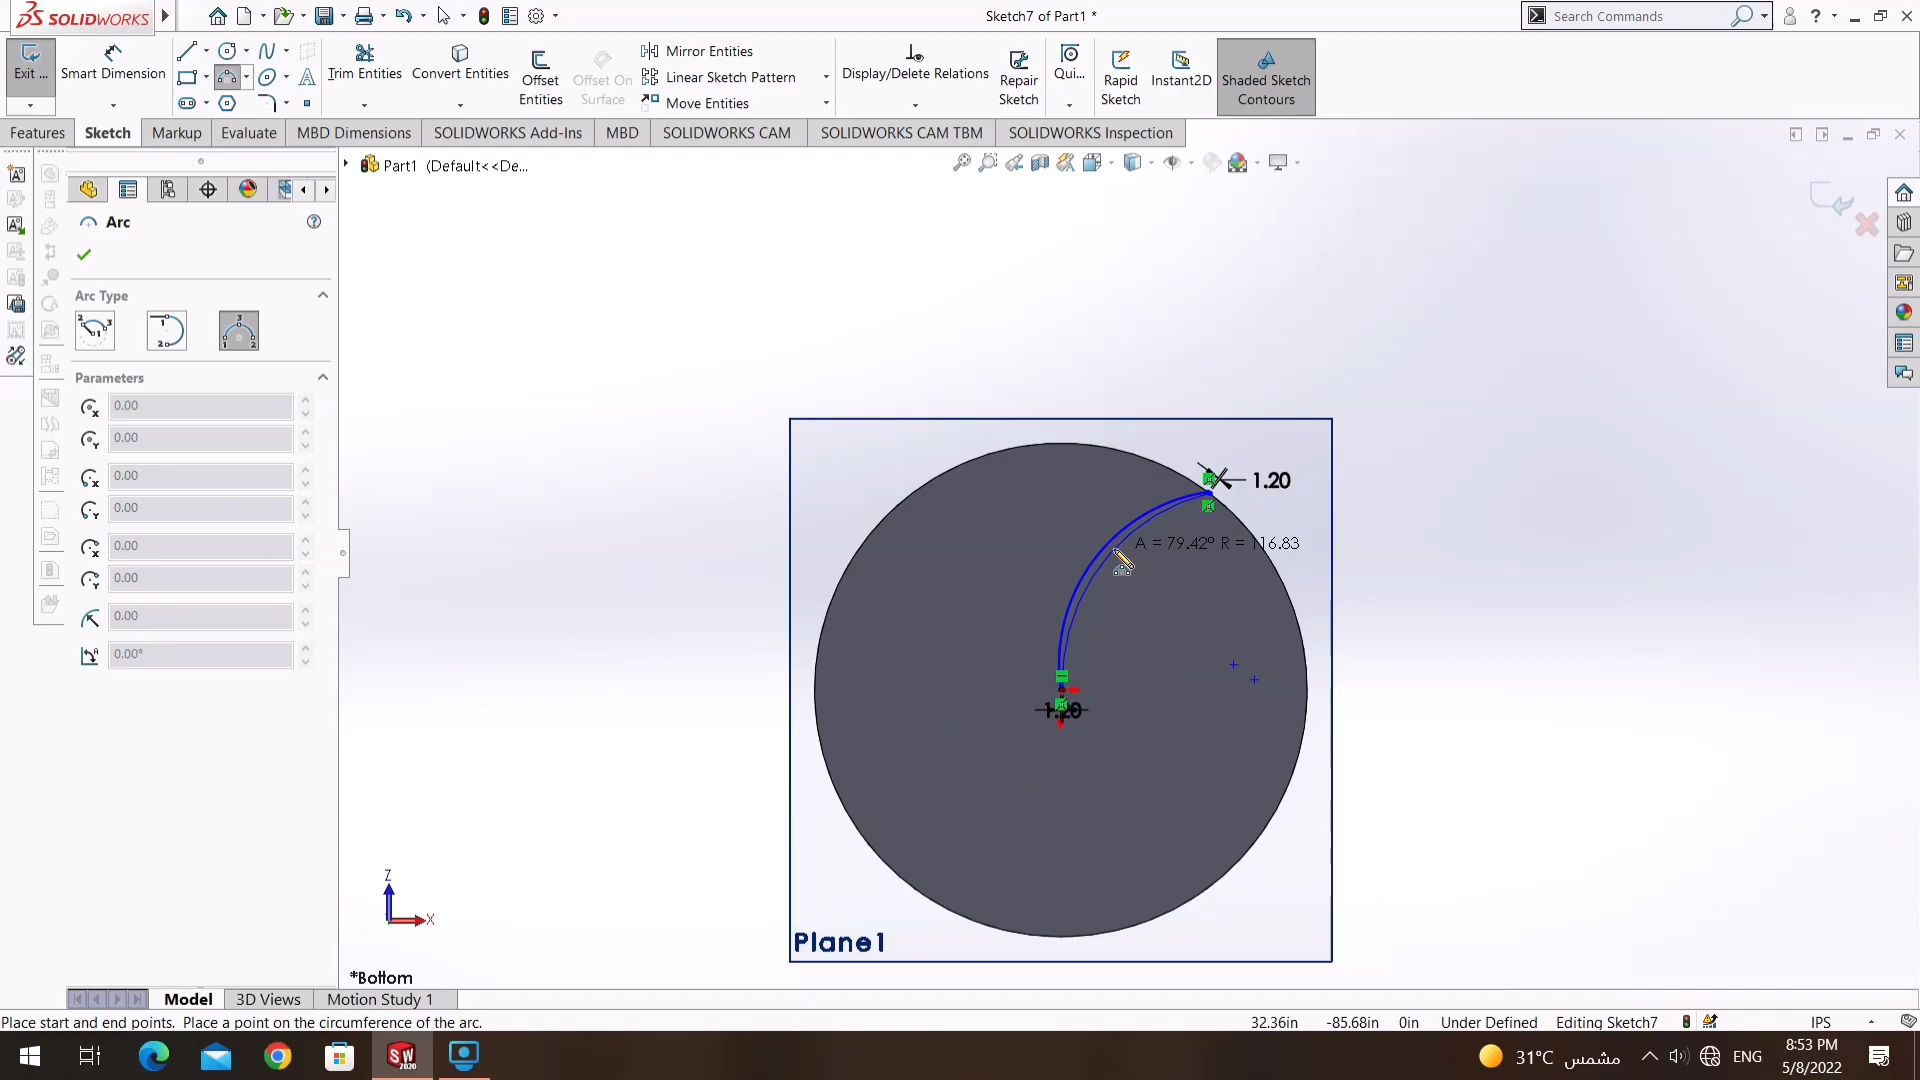 SOLIDWORKS
Sketch7 of Part1 *
Search Commands
Exit ...
Smart Dimension
Trim Entities
Convert Entities
Offset Entities
Offset On Surface
Mirror Entities
Linear Sketch Pattern
Move Entities
Display/Delete Relations
Repair Sketch
Qui...
Rapid Sketch
Instant2D
Shaded Sketch Contours
Features
Sketch
Markup
Evaluate
MBD Dimensions
SOLIDWORKS Add-Ins
MBD
SOLIDWORKS CAM
SOLIDWORKS CAM TBM
SOLIDWORKS Inspection
Part1 (Default<<De...
Arc
Arc Type
Parameters
0.00
0.00
0.00
0.00
0.00
0.00
0.00
0.00°
1.20
A = 79.42° R = 116.83
1.20
Plane1
Z
X
*Bottom
Model
3D Views
Motion Study 1
Place start and end points. Place a point on the circumference of the arc.
32.36in
-85.68in
0in
Under Defined
Editing Sketch7
IPS
SW
2020
31°C مشمس
ENG
8:53 PM
5/8/2022